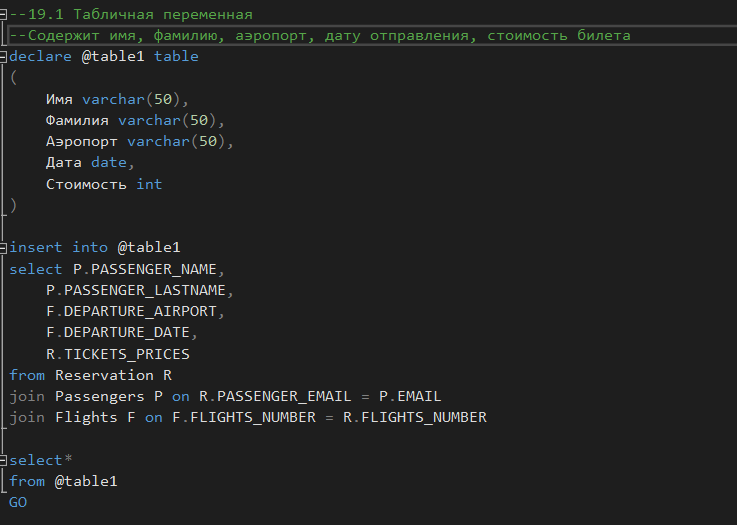 --19.1 Табличная переменная
--Содержит имя, фамилию, аэропорт, дату отправления, стоимость билета
declare @table1 table
(
    Имя varchar(50),
    Фамилия varchar(50),
    Аэропорт varchar(50),
    Дата date,
    Стоимость int
)
insert into @table1
select P.PASSENGER_NAME,
    P.PASSENGER_LASTNAME,
    F.DEPARTURE_AIRPORT,
    F.DEPARTURE_DATE,
    R.TICKETS_PRICES
from Reservation R
join Passengers P on R.PASSENGER_EMAIL = P.EMAIL
join Flights F on F.FLIGHTS_NUMBER = R.FLIGHTS_NUMBER
select*
from @table1
GO